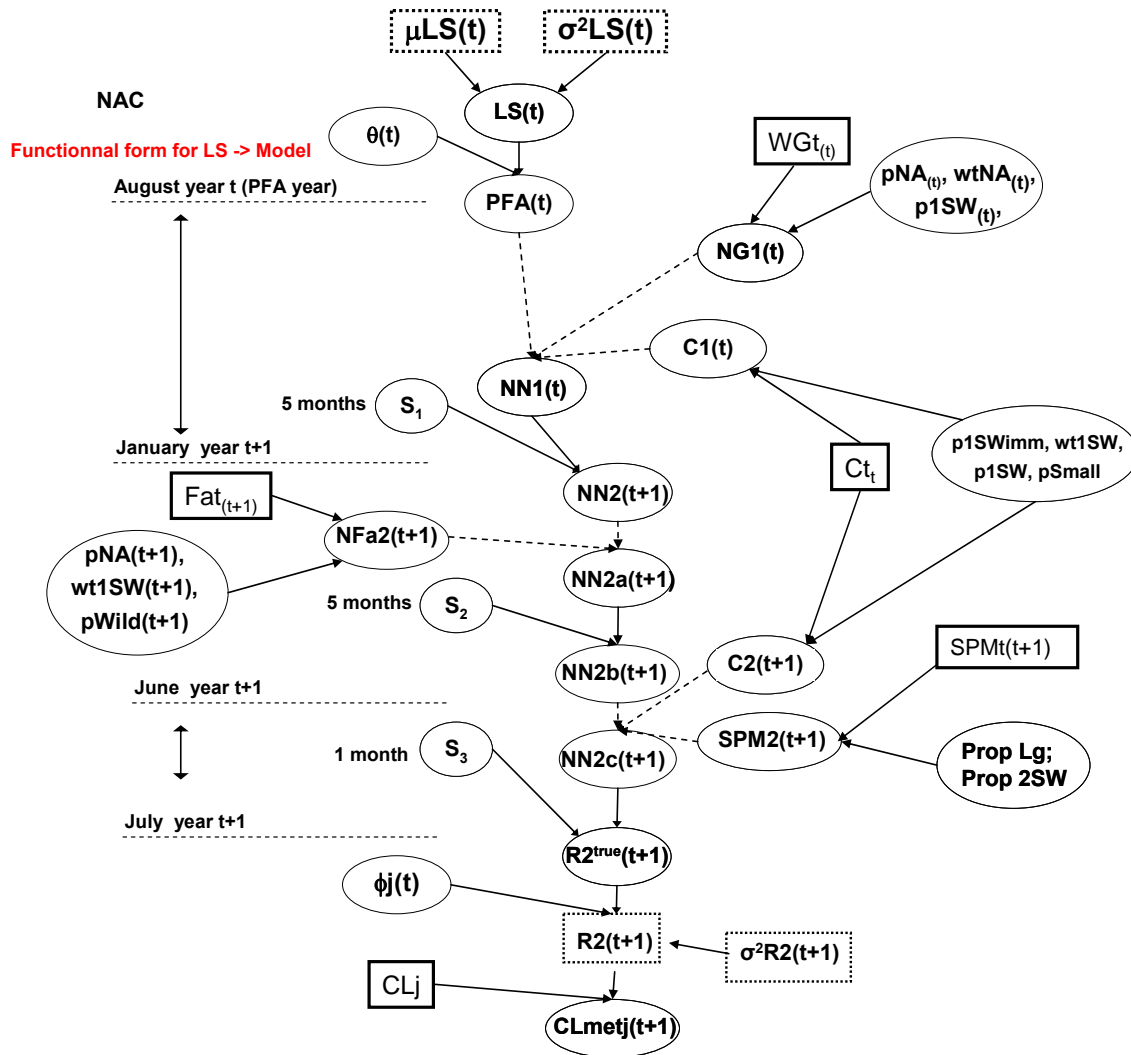 μLS(t)
σ²LS(t)
NAC
LS(t)
θ(t)
WGt(t)
Functionnal form for LS -> Model
August year t (PFA year)
PFA(t)
pNA(t), wtNA(t),
p1SW(t),
NG1(t)
C1(t)
NN1(t)
5 months
S1
January year t+1
p1SWimm, wt1SW,
p1SW, pSmall
Ctt
Fat(t+1)
NN2(t+1)
NFa2(t+1)
pNA(t+1),
wt1SW(t+1),
pWild(t+1)
NN2a(t+1)
5 months
S2
NN2b(t+1)
C2(t+1)
SPMt(t+1)
June year t+1
1 month
S3
NN2c(t+1)
SPM2(t+1)
Prop Lg;
Prop 2SW
July year t+1
R2true(t+1)
ϕj(t)
R2(t+1)
σ²R2(t+1)
CLj
CLmetj(t+1)